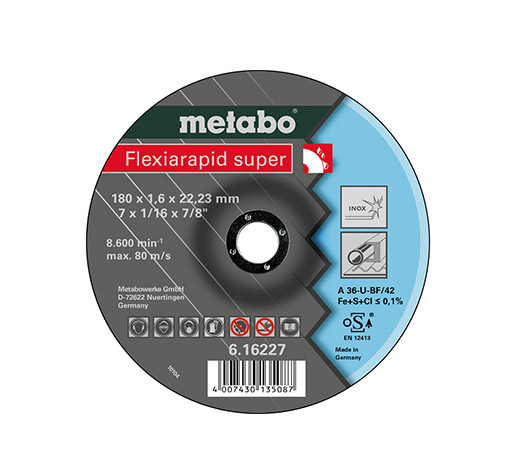 metabo
Flexiarapid super
180 x 1,6 x 22,23 mm
7 x 1/16 x 7/8"
8.600 min-1
max. 80 m/s
Metabowerke GmbH
D-72622 Nuertingen
Germany
INOX
A 36-U-BF/42
Fe+S+Cl ≤ 0,1%
oS
EN 12413
Made in
Germany
6.16227
10104
4 007430 135087